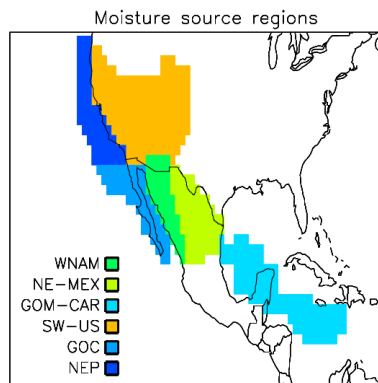 Moisture source regions
WNAM
NE-MEX
GOM-CAR
SW-US
GOC
NEP